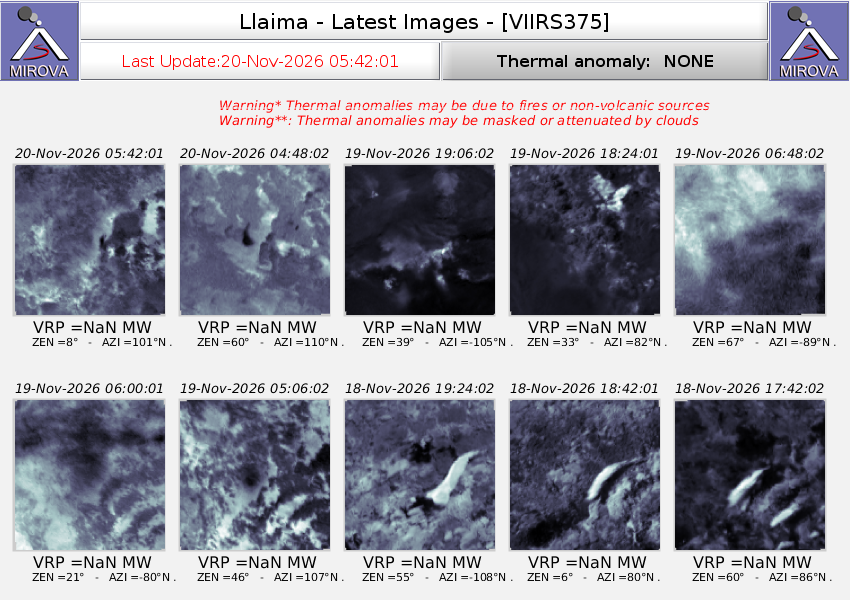 Llaima - Latest Images - [VIIRS375]
MIROVA
Last Update:20-Nov-2026 05:42:01
Thermal anomaly: NONE
MIROVA
Warning* Thermal anomalies may be due to fires or non-volcanic sources
Warning**: Thermal anomalies may be masked or attenuated by clouds
20-Nov-2026 05:42:01 20-Nov-2026 04:48:02 19-Nov-2026 19:06:02 19-Nov-2026 18:24:01 19-Nov-2026 06:48:02
VRP =NaN MW VRP =NaN MW VRP =NaN MW VRP =NaN MW VRP =NaN MW
ZEN =8° - AZI =101°N . ZEN =60° - AZI =110°N . ZEN =39° - AZI =-105°N . ZEN =33° - AZI =82°N . ZEN =67° - AZI =-89°N .
19-Nov-2026 06:00:01 19-Nov-2026 05:06:02 18-Nov-2026 19:24:02 18-Nov-2026 18:42:01 18-Nov-2026 17:42:02
VRP =NaN MW VRP =NaN MW VRP =NaN MW VRP =NaN MW VRP =NaN MW
ZEN =21° - AZI =-80°N . ZEN =46° - AZI =107°N . ZEN =55° - AZI =-108°N . ZEN =6° - AZI =80°N . ZEN =60° - AZI =86°N .